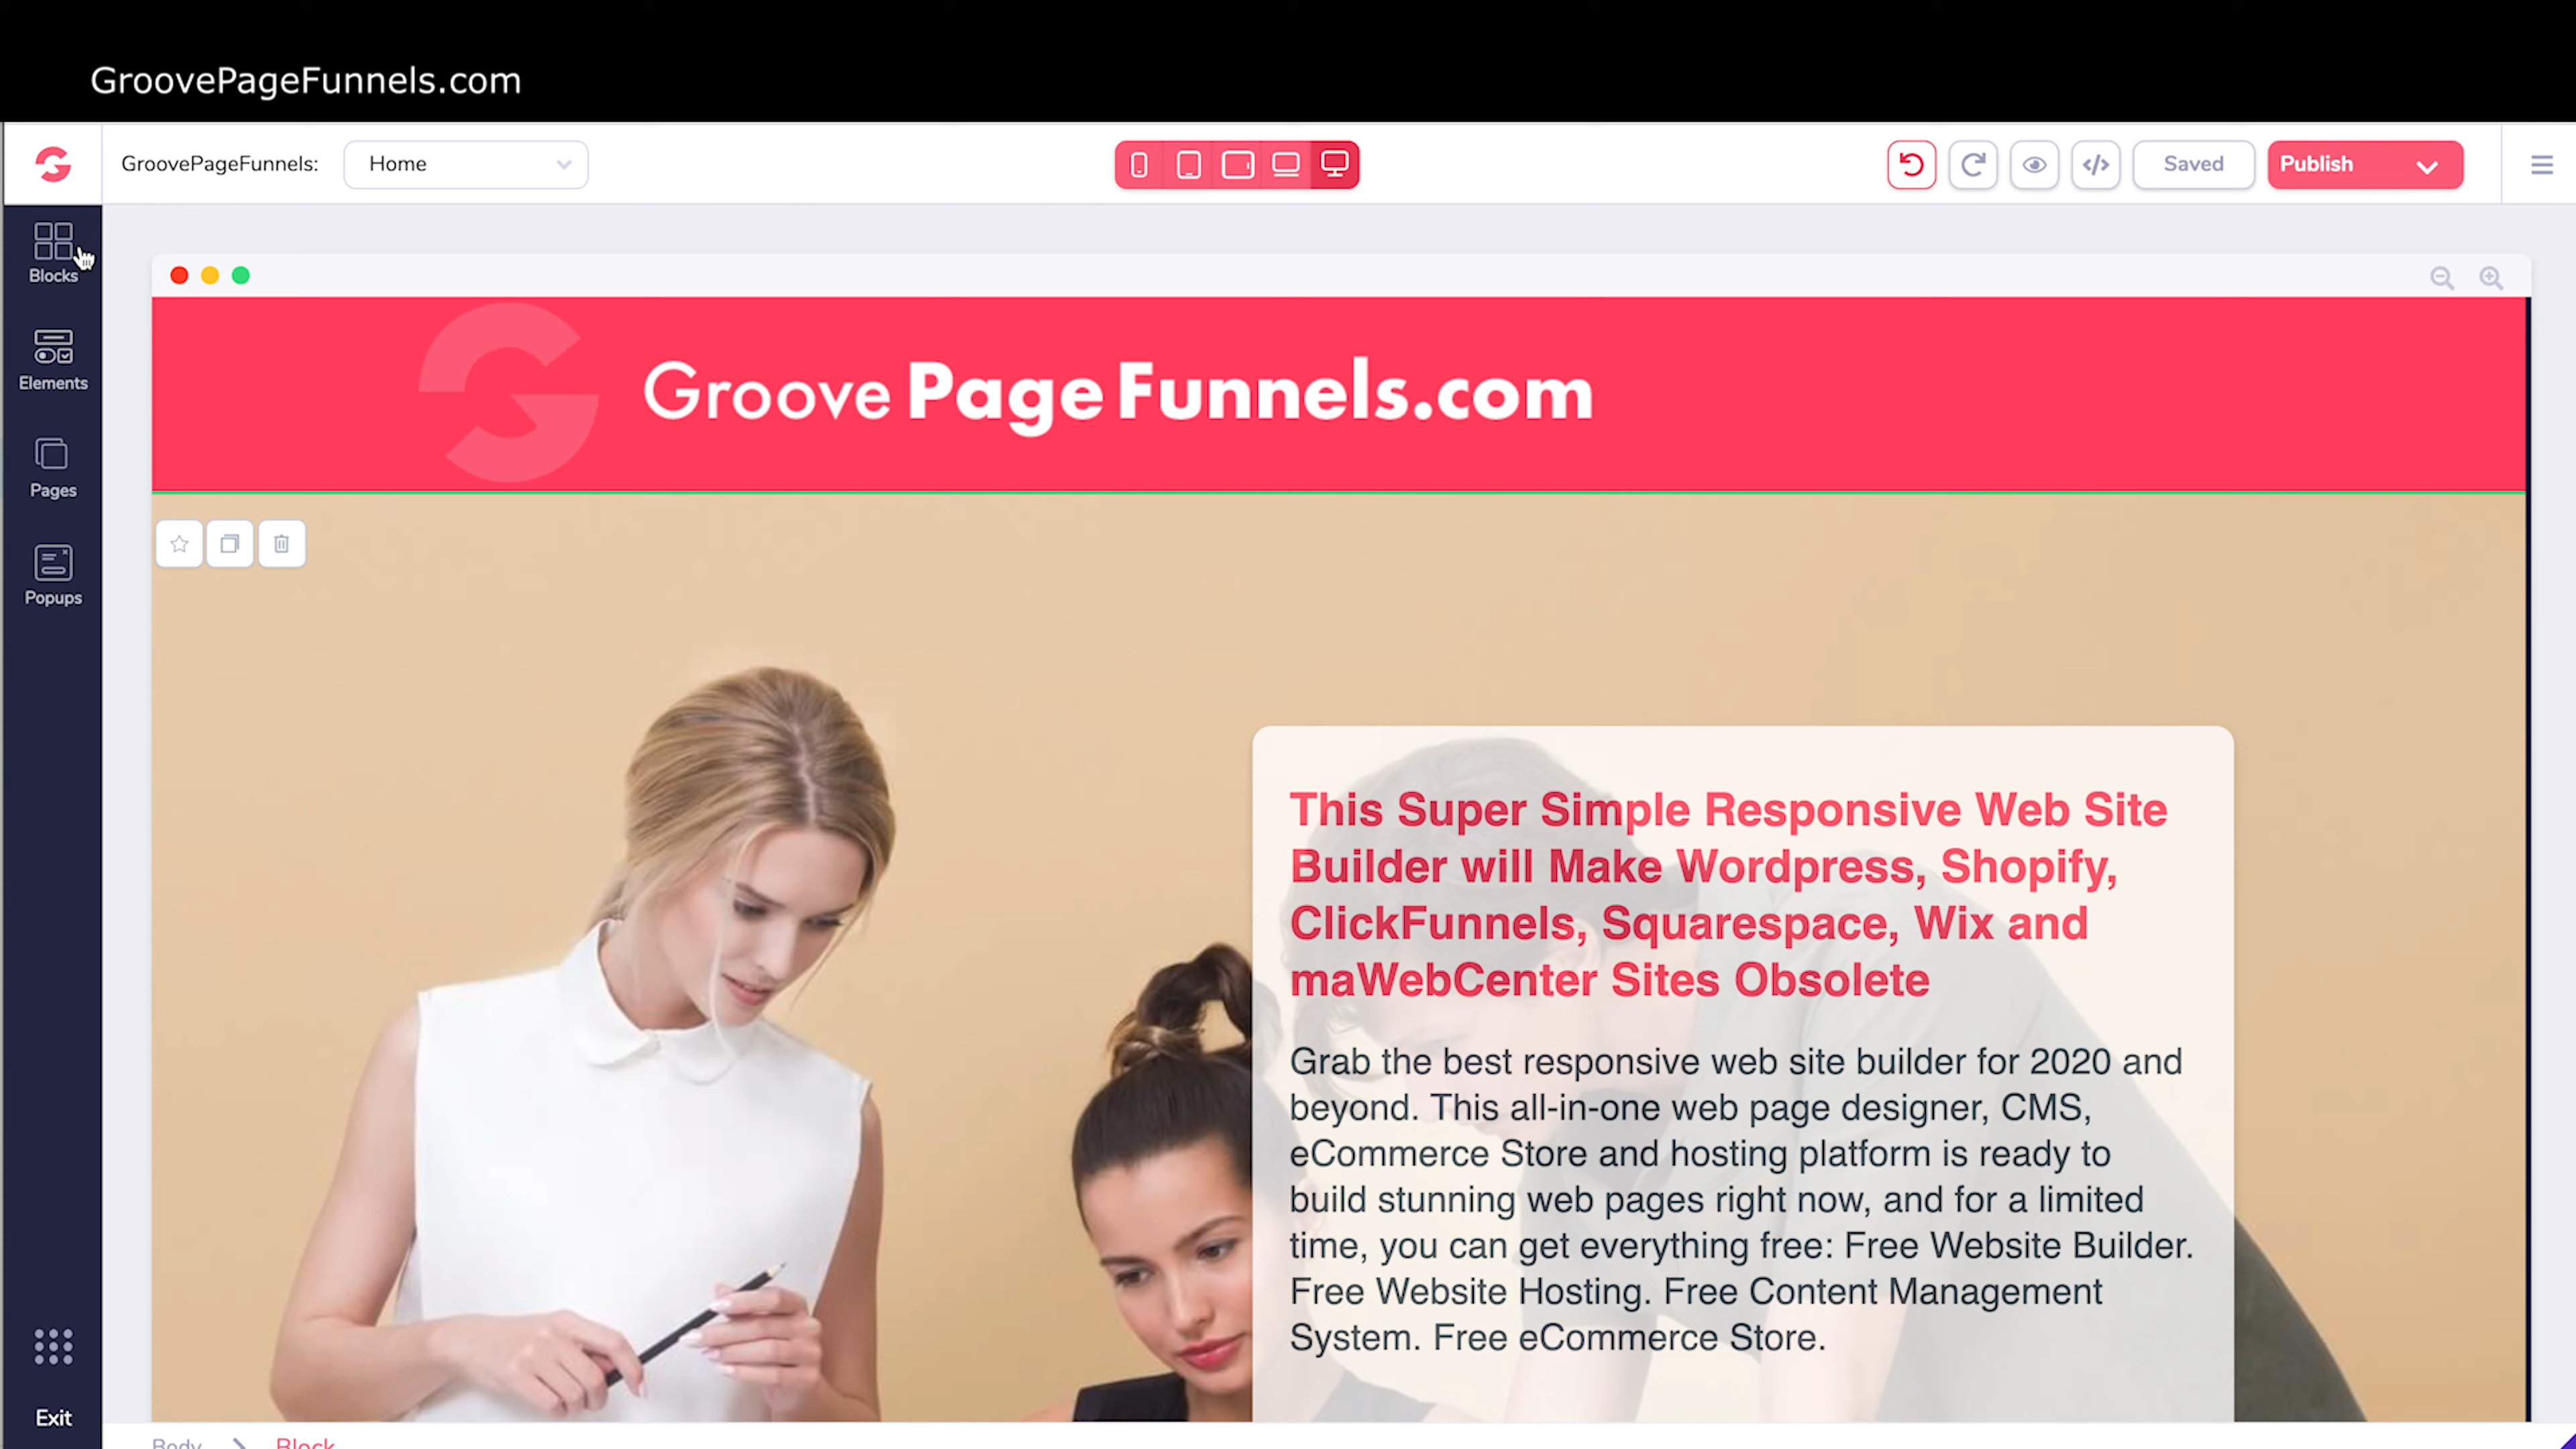 GroovePageFunnels.com
GroovePageFunnels:
Home
Saved
Publish
Blocks
Elements
Pages
Popups
Exit
Groove Page Funnels.com
This Super Simple Responsive Web Site
Builder will Make Wordpress, Shopify,
ClickFunnels, Squarespace, Wix and
maWebCenter Sites Obsolete
Grab the best responsive web site builder for 2020 and
beyond. This all-in-one web page designer, CMS,
eCommerce Store and hosting platform is ready to
build stunning web pages right now, and for a limited
time, you can get everything free: Free Website Builder.
Free Website Hosting. Free Content Management
System. Free eCommerce Store.
Body
Block